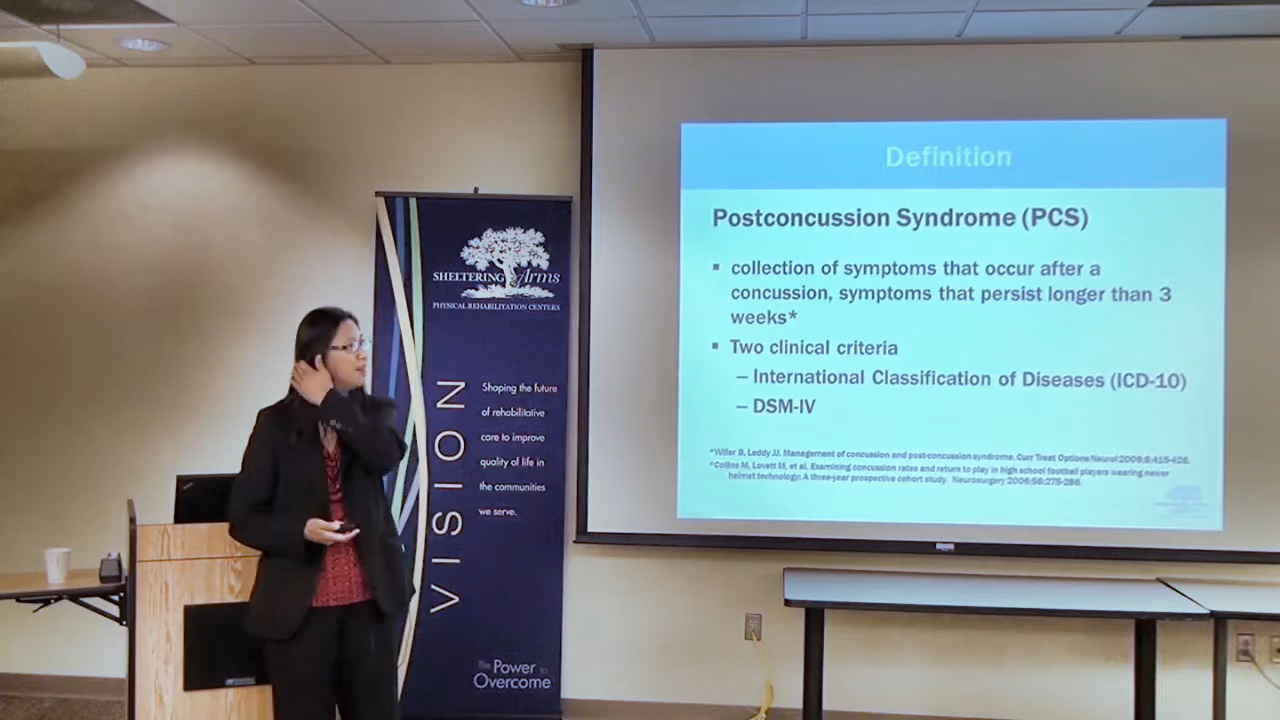 Definition
Postconcussion Syndrome (PCS)
▪ collection of symptoms that occur after a
concussion, symptoms that persist longer than 3
weeks*
▪ Two clinical criteria
– International Classification of Diseases (ICD-10)
– DSM-IV
*Willer B, Leddy JJ. Management of concussion and post-concussion syndrome. Curr Treat Options Neurol 2006;8:415-426.
*Collins M, Lovett M, et al. Examining concussion rates and return to play in high school football players wearing newer
helmet technology: A three-year prospective cohort study. Neurosurgery 2006;58:275-286.
SHELTERING Arms
PHYSICAL REHABILITATION CENTERS
VISION
Shaping the future
of rehabilitative
care to improve
quality of life in
the communities
we serve.
The Power to
Overcome